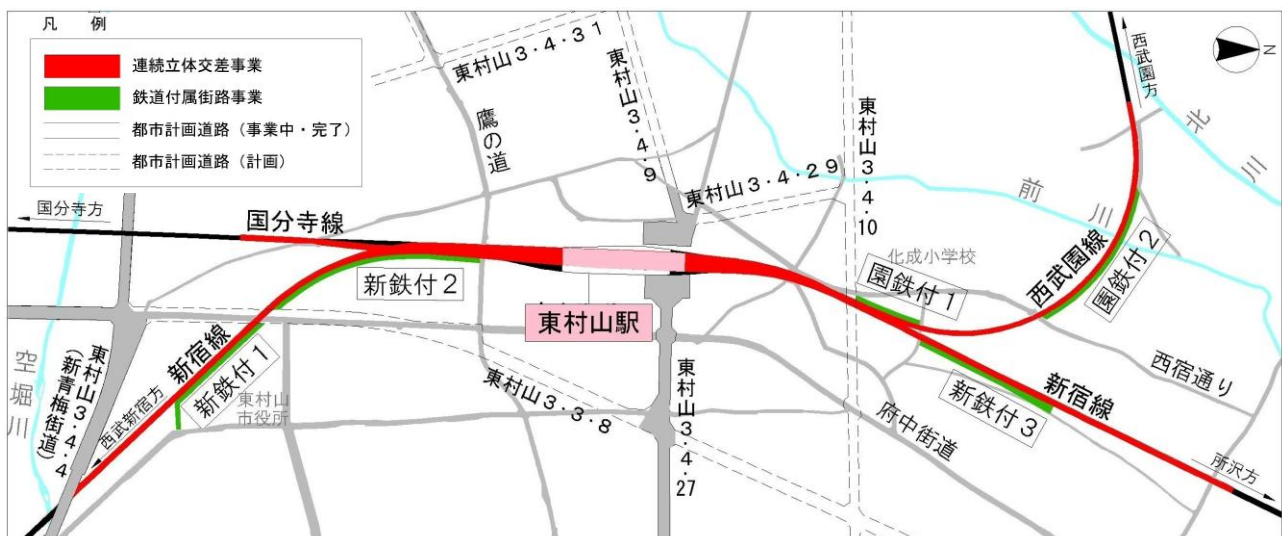 凡 例
連続立体交差事業
鉄道付属街路事業
都市計画道路（事業中・完了）
都市計画道路（計画）
東村山3・4・31
東村山3・4・9
鷹の道
東村山3・4・29
東村山3・4・10
N
西武園方
北川
前川
国分寺方
国分寺線
新鉄付2
化成小学校
園鉄付1
西武園線
園鉄付2
東村山駅
新宿線
新鉄付1
西武新宿方
東村山3・4・4
（新青梅街道）
空堀川
東村山
市役所
東村山3・3・8
東村山3・4・27
府中街道
新鉄付3
新宿線
西宿通り
所沢方